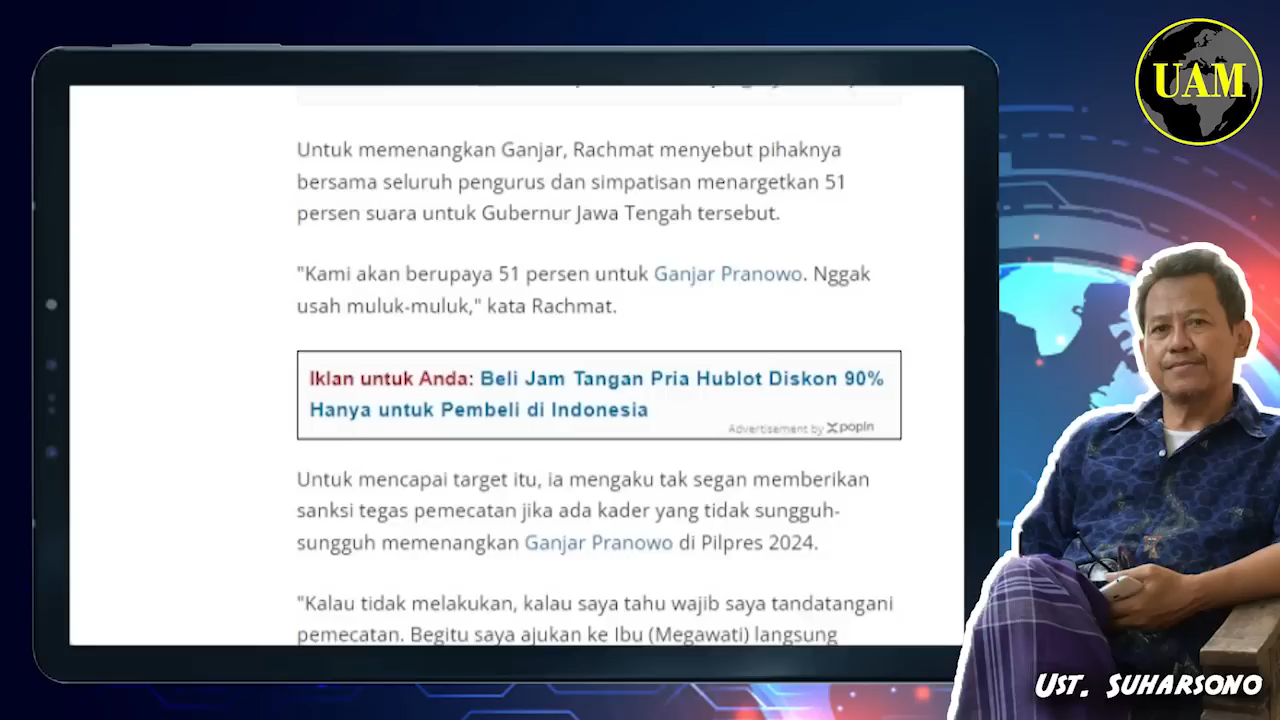 UAM
Untuk memenangkan Ganjar, Rachmat menyebut pihaknya
bersama seluruh pengurus dan simpatisan menargetkan 51
persen suara untuk Gubernur Jawa Tengah tersebut.
"Kami akan berupaya 51 persen untuk Ganjar Pranowo. Nggak
usah muluk-muluk," kata Rachmat.
Iklan untuk Anda: Beli Jam Tangan Pria Hublot Diskon 90%
Hanya untuk Pembeli di Indonesia
Advertisement by popin
Untuk mencapai target itu, ia mengaku tak segan memberikan
sanksi tegas pemecatan jika ada kader yang tidak sungguh-
sungguh memenangkan Ganjar Pranowo di Pilpres 2024.
"Kalau tidak melakukan, kalau saya tahu wajib saya tandatangani
pemecatan. Begitu saya ajukan ke Ibu (Megawati) langsung
Ust. Suharsono